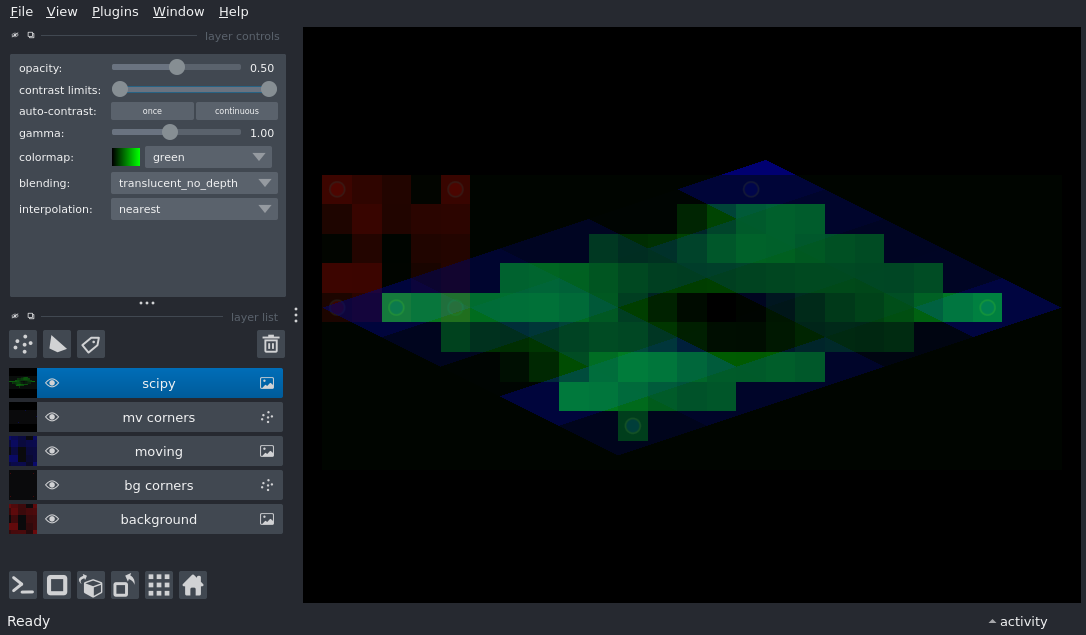 File View Plugins Window Help
layer controls
opacity: 0.50
contrast limits:
auto-contrast: once continuous
gamma: 1.00
colormap: green
blending: translucent_no_depth
interpolation: nearest
layer list
scipy
mv corners
moving
bg corners
background
Ready activity